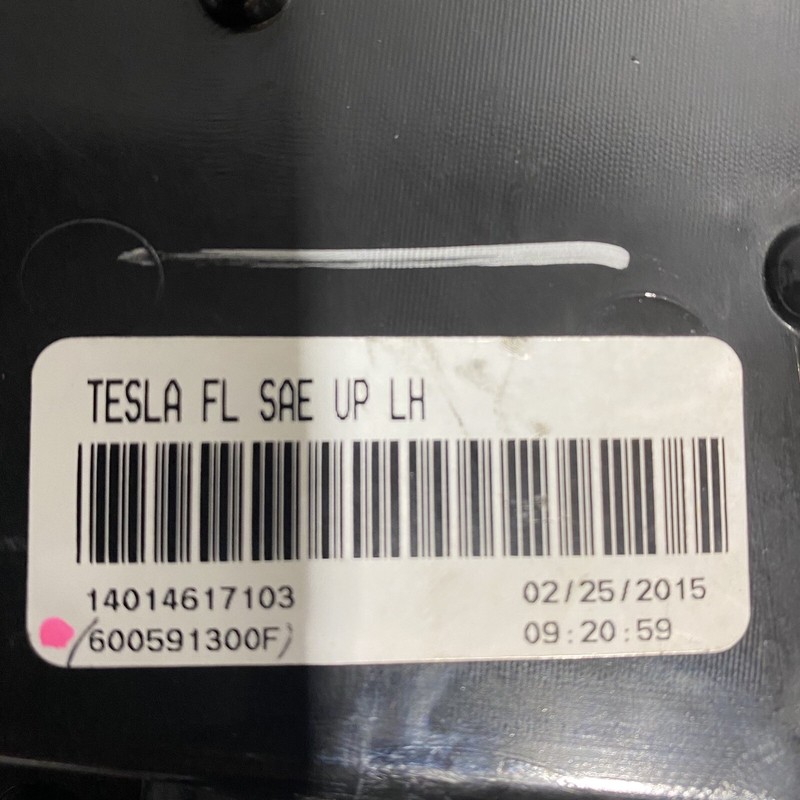 TESLA FL SAE UP LH
14014617103
02/25/2015
(600591300F)
09:20:59